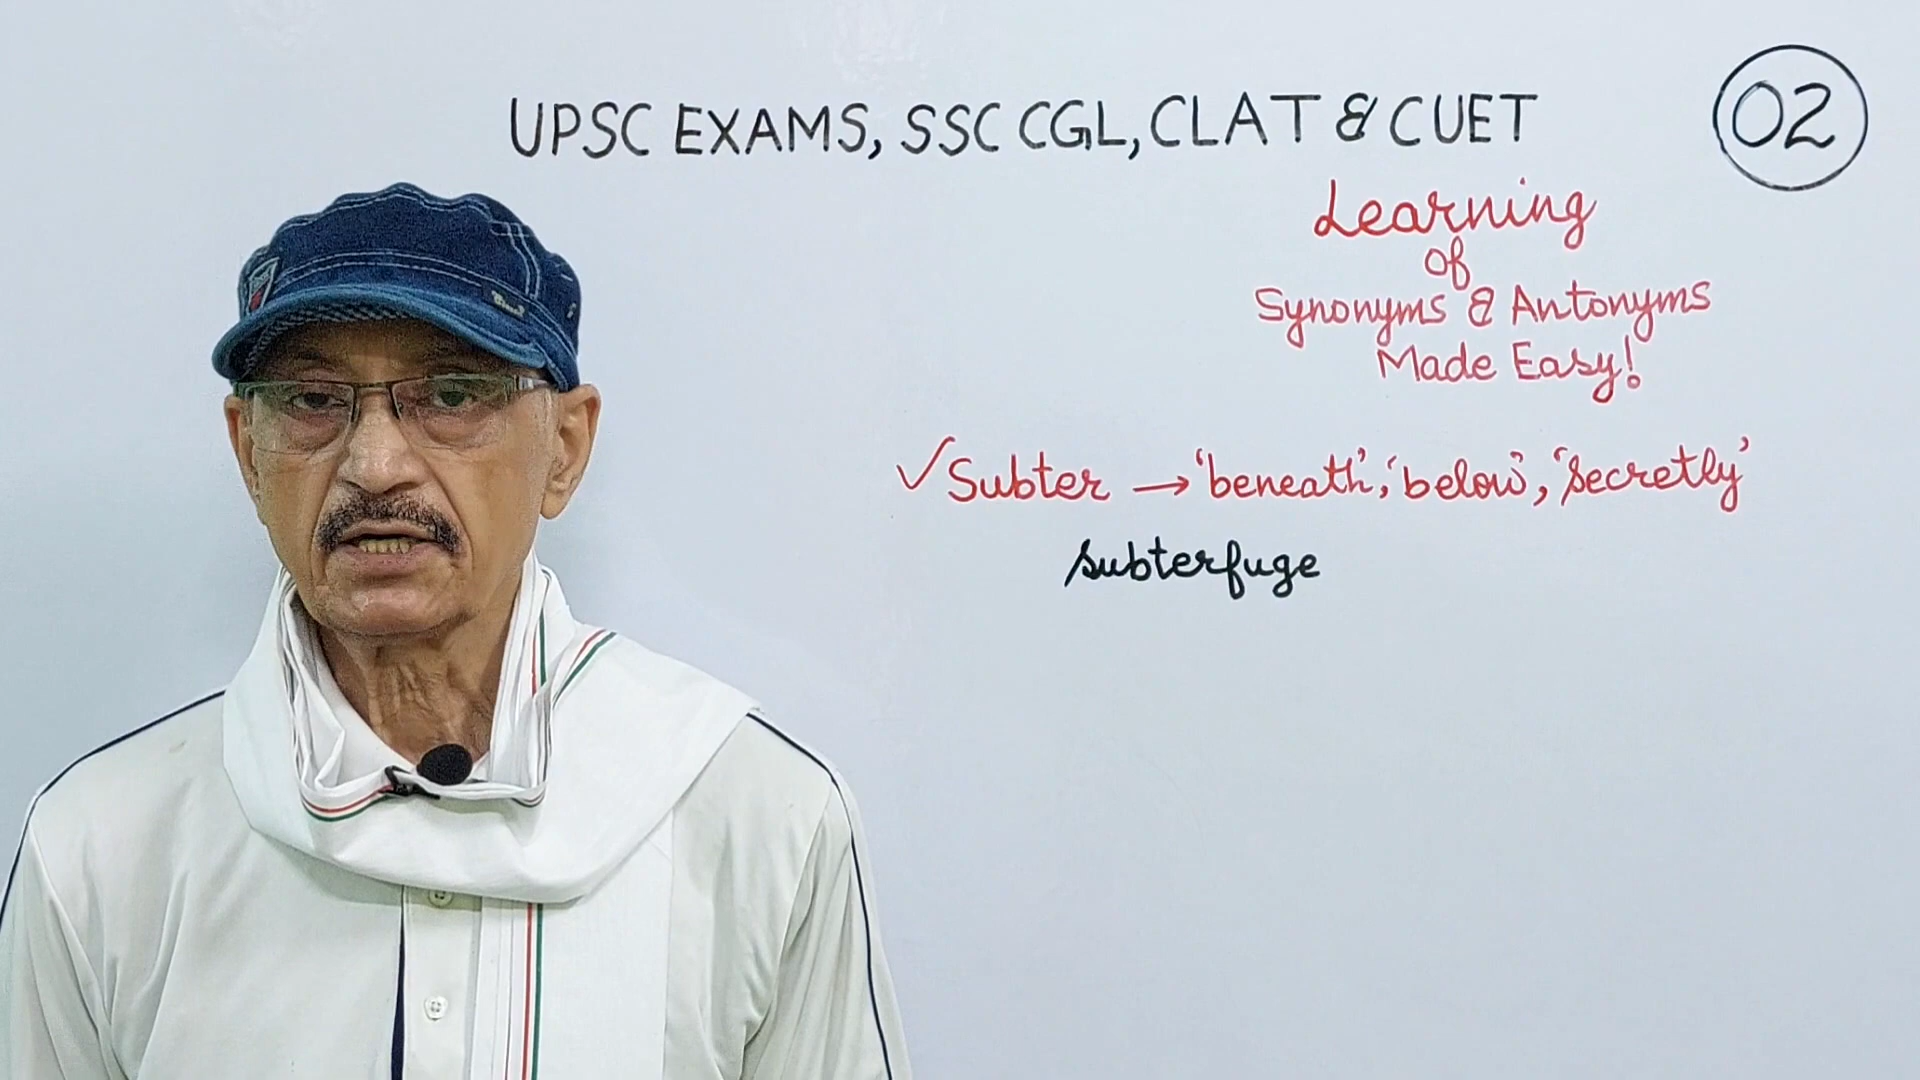 UPSC EXAMS, SSC CGL, CLAT & CUET
02
Learning
of
Synonyms & Antonyms
Made Easy!
✓ Subter → 'beneath', 'below', 'secretly'
subterfuge